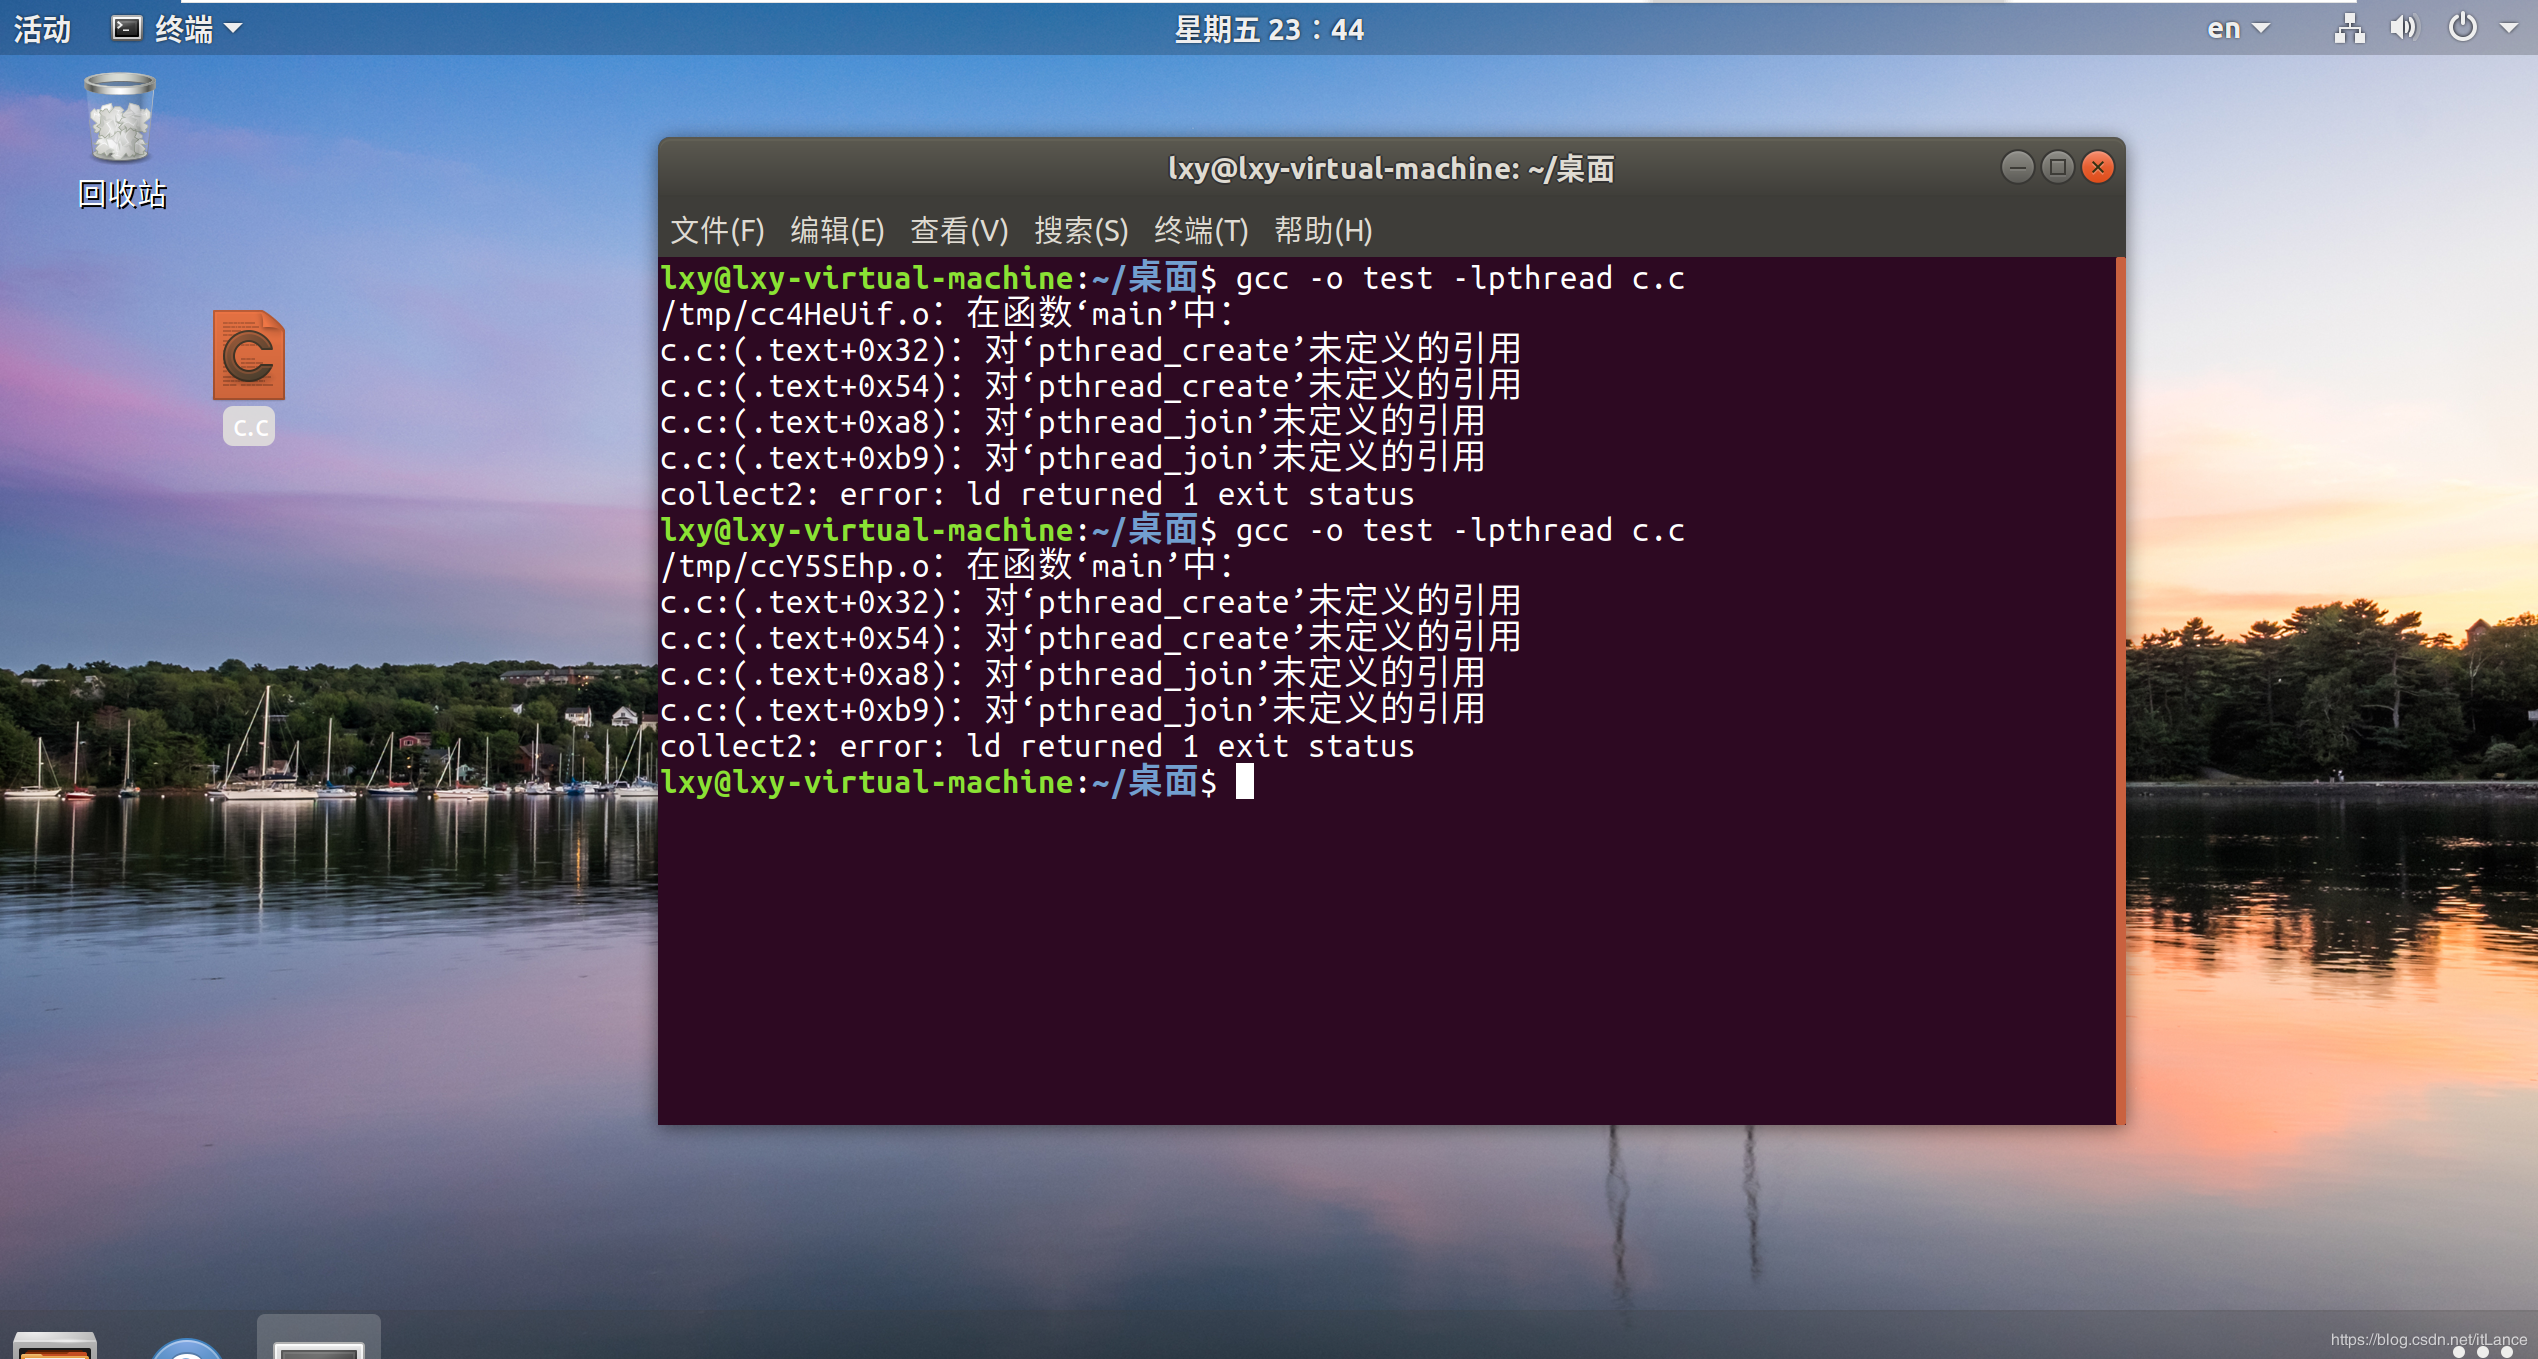 活动 终端 星期五 23：44 en
回收站
c.c
lxy@lxy-virtual-machine: ~/桌面
文件(F) 编辑(E) 查看(V) 搜索(S) 终端(T) 帮助(H)
lxy@lxy-virtual-machine:~/桌面$ gcc -o test -lpthread c.c
/tmp/cc4HeUif.o：在函数‘main’中：
c.c:(.text+0x32)：对‘pthread_create’未定义的引用
c.c:(.text+0x54)：对‘pthread_create’未定义的引用
c.c:(.text+0xa8)：对‘pthread_join’未定义的引用
c.c:(.text+0xb9)：对‘pthread_join’未定义的引用
collect2: error: ld returned 1 exit status
lxy@lxy-virtual-machine:~/桌面$ gcc -o test -lpthread c.c
/tmp/ccY5SEhp.o：在函数‘main’中：
c.c:(.text+0x32)：对‘pthread_create’未定义的引用
c.c:(.text+0x54)：对‘pthread_create’未定义的引用
c.c:(.text+0xa8)：对‘pthread_join’未定义的引用
c.c:(.text+0xb9)：对‘pthread_join’未定义的引用
collect2: error: ld returned 1 exit status
lxy@lxy-virtual-machine:~/桌面$
https://blog.csdn.net/itLance